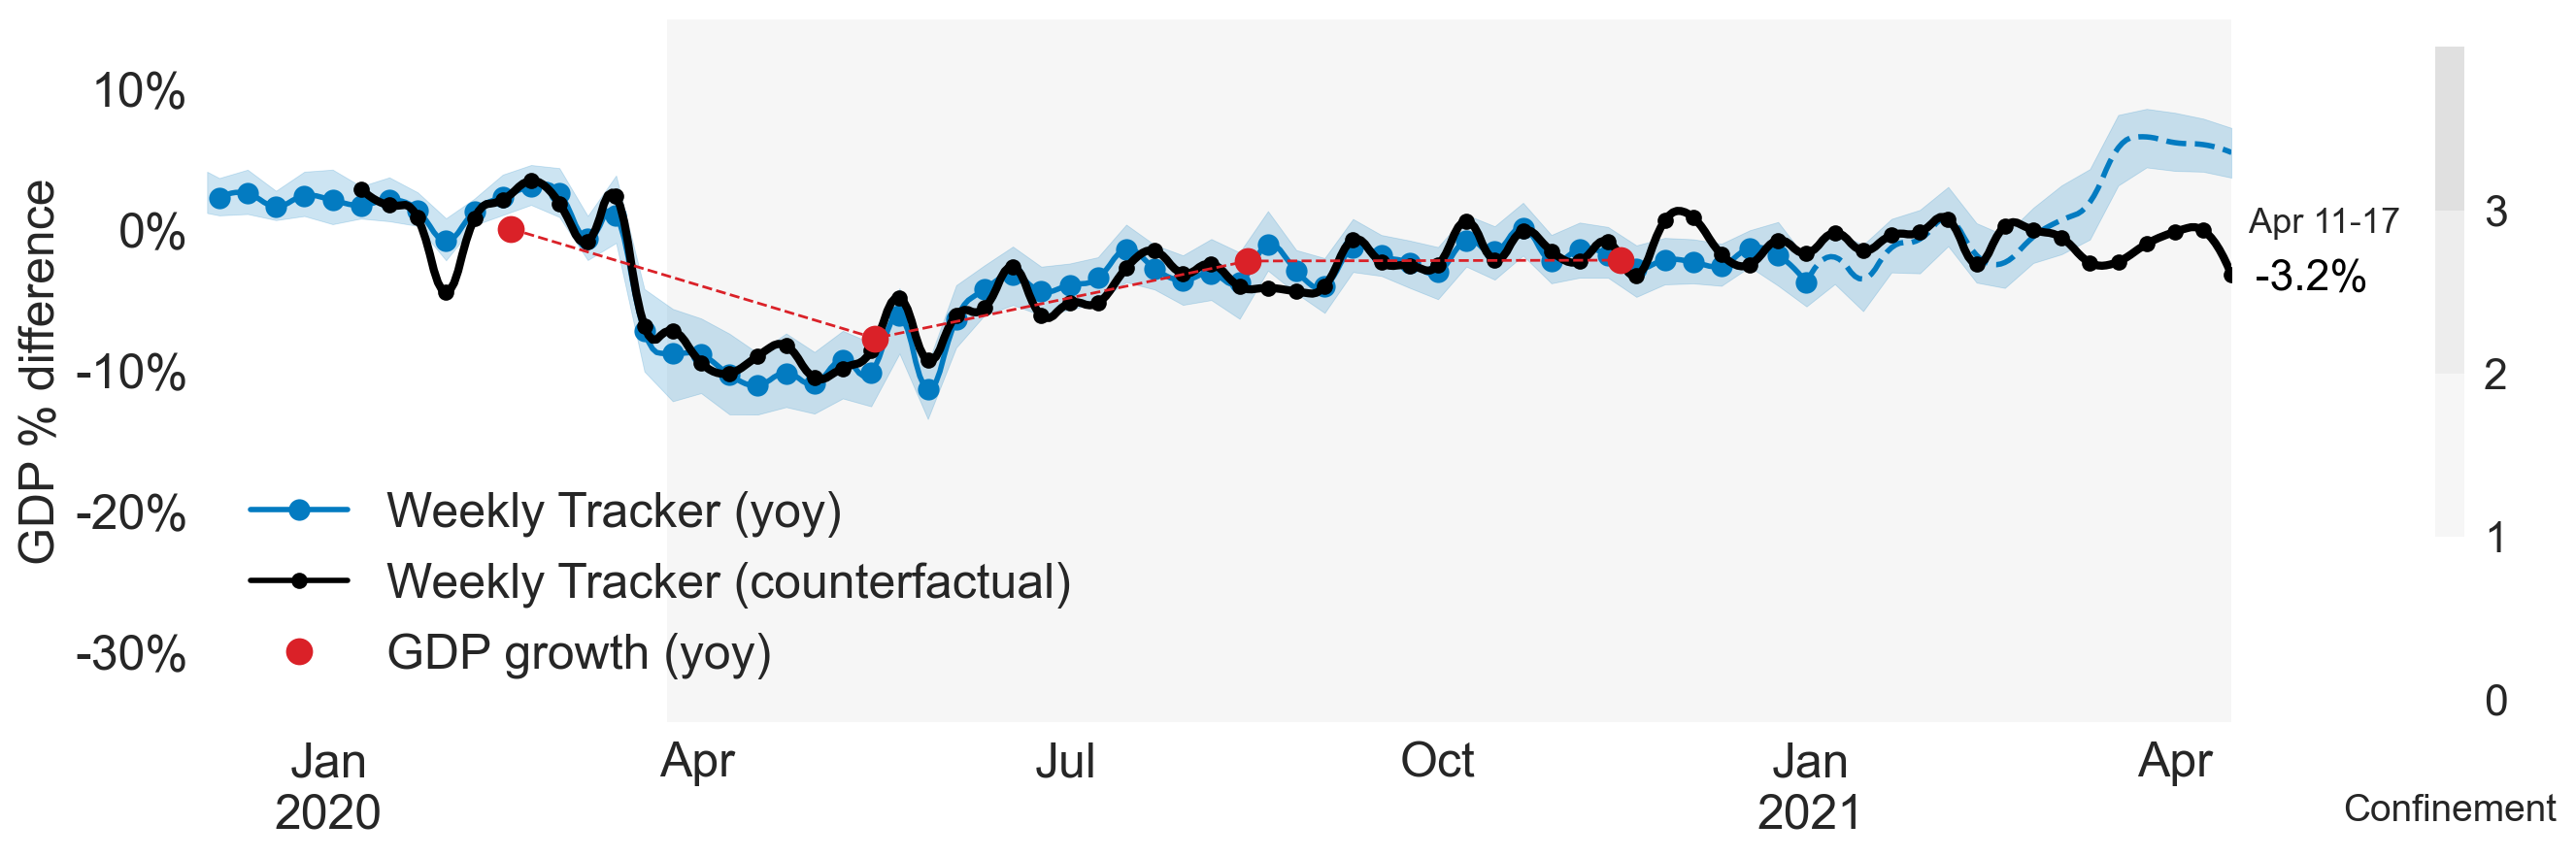 GDP % difference
10%
0%
-10%
-20%
-30%
Weekly Tracker (yoy)
Weekly Tracker (counterfactual)
GDP growth (yoy)
Jan
2020
Apr
Jul
Oct
Jan
2021
Apr
Apr 11-17
-3.2%
3
2
1
0
Confinement